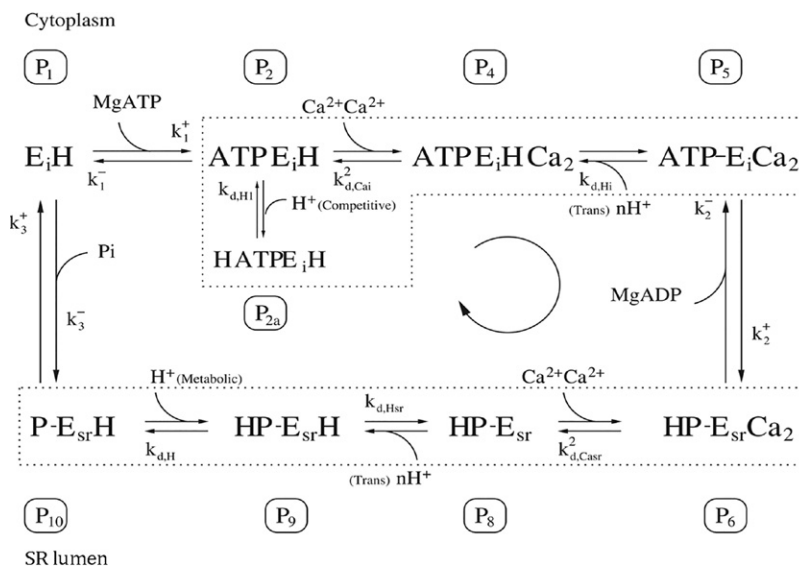 Cytoplasm
P1 P2 P4 P5
MgATP Ca2+Ca2+
k1+
EiH ATPEiH ATPEiHCa2 ATP–EiCa2
k1- k2d,Cai kd,Hi
kd,H1 H+(Competitive) (Trans) nH+ k2-
k3+
Pi HATPEiH
P2a MgADP
k3- k2+
H+(Metabolic) Ca2+Ca2+
kd,Hsr
P-EsrH HP-EsrH HP-Esr HP-EsrCa2
kd,H k2d,Casr
(Trans) nH+
P10 P9 P8 P6
SR lumen